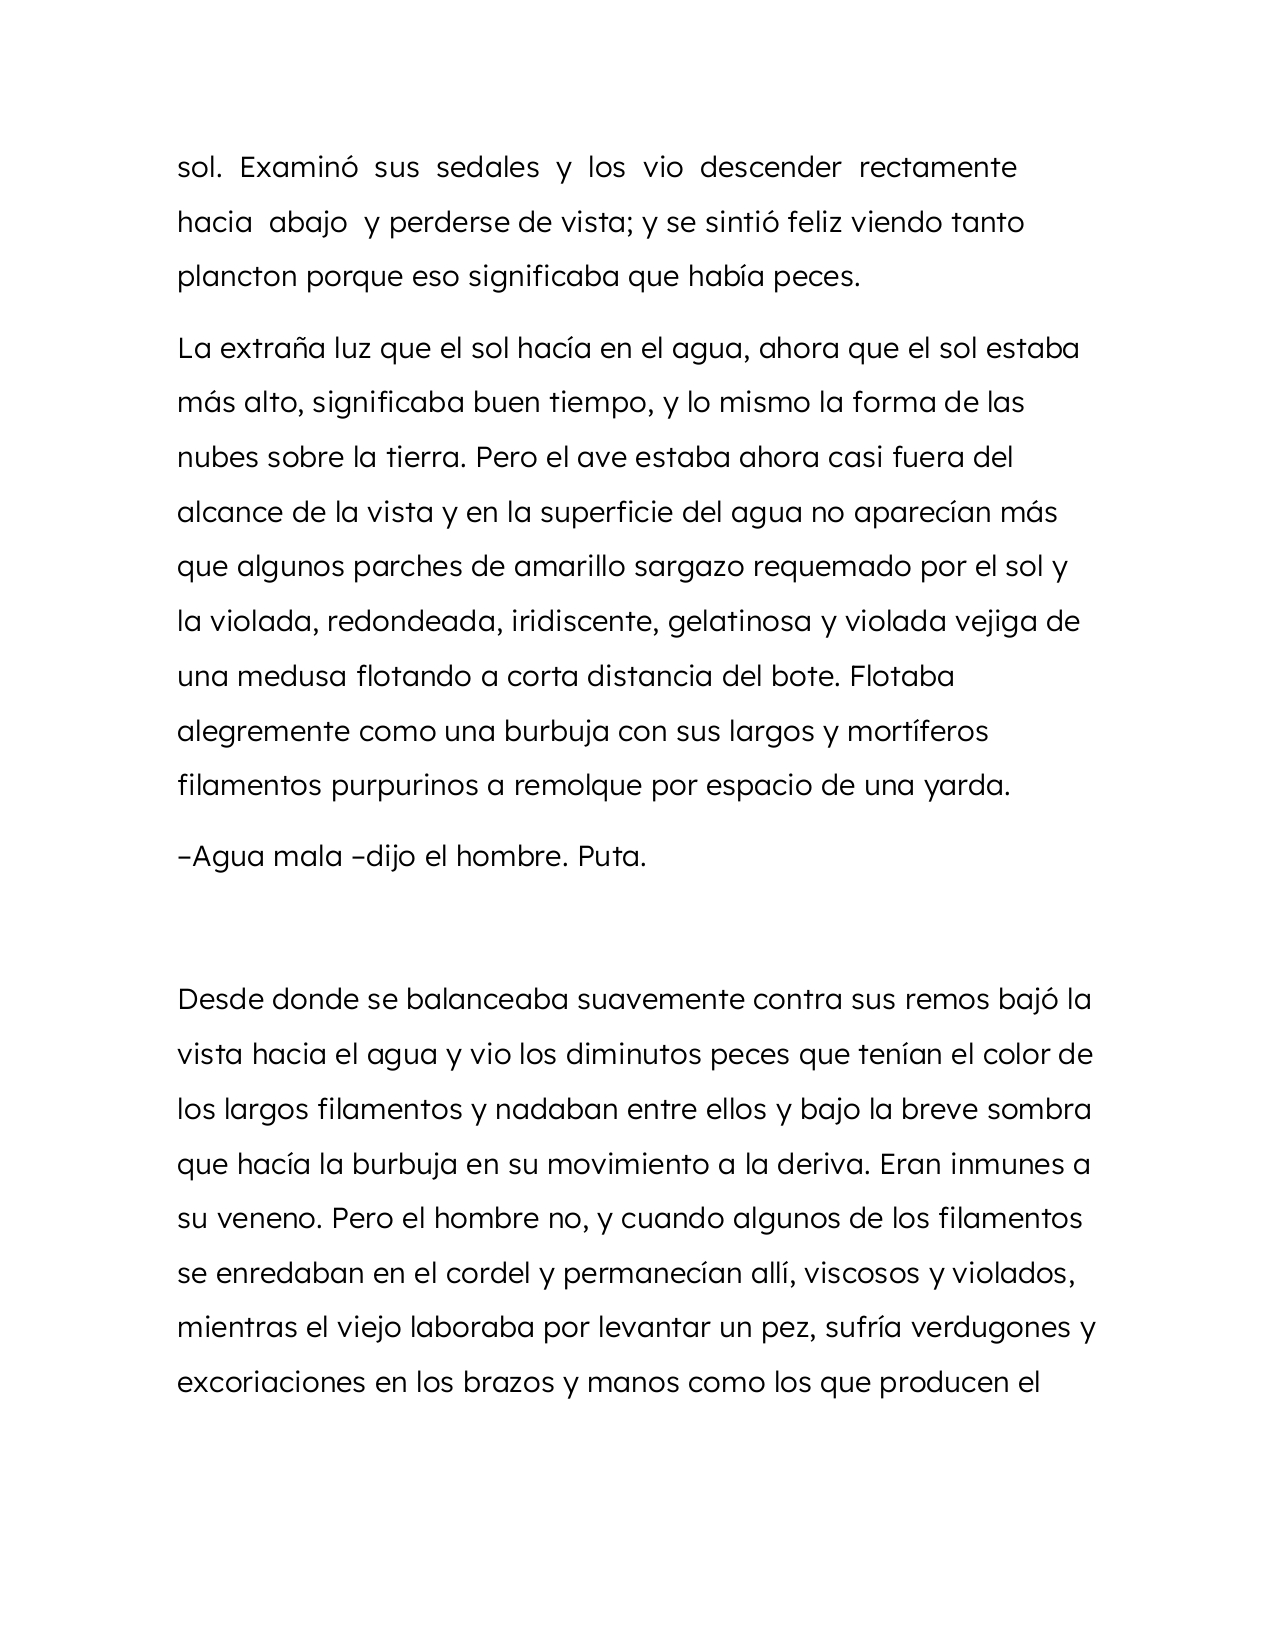 sol. Examinó sus sedales y los vio descender rectamente
hacia abajo y perderse de vista; y se sintió feliz viendo tanto
plancton porque eso significaba que había peces.
La extraña luz que el sol hacía en el agua, ahora que el sol estaba
más alto, significaba buen tiempo, y lo mismo la forma de las
nubes sobre la tierra. Pero el ave estaba ahora casi fuera del
alcance de la vista y en la superficie del agua no aparecían más
que algunos parches de amarillo sargazo requemado por el sol y
la violada, redondeada, iridiscente, gelatinosa y violada vejiga de
una medusa flotando a corta distancia del bote. Flotaba
alegremente como una burbuja con sus largos y mortíferos
filamentos purpurinos a remolque por espacio de una yarda.
–Agua mala –dijo el hombre. Puta.
Desde donde se balanceaba suavemente contra sus remos bajó la
vista hacia el agua y vio los diminutos peces que tenían el color de
los largos filamentos y nadaban entre ellos y bajo la breve sombra
que hacía la burbuja en su movimiento a la deriva. Eran inmunes a
su veneno. Pero el hombre no, y cuando algunos de los filamentos
se enredaban en el cordel y permanecían allí, viscosos y violados,
mientras el viejo laboraba por levantar un pez, sufría verdugones y
excoriaciones en los brazos y manos como los que producen el